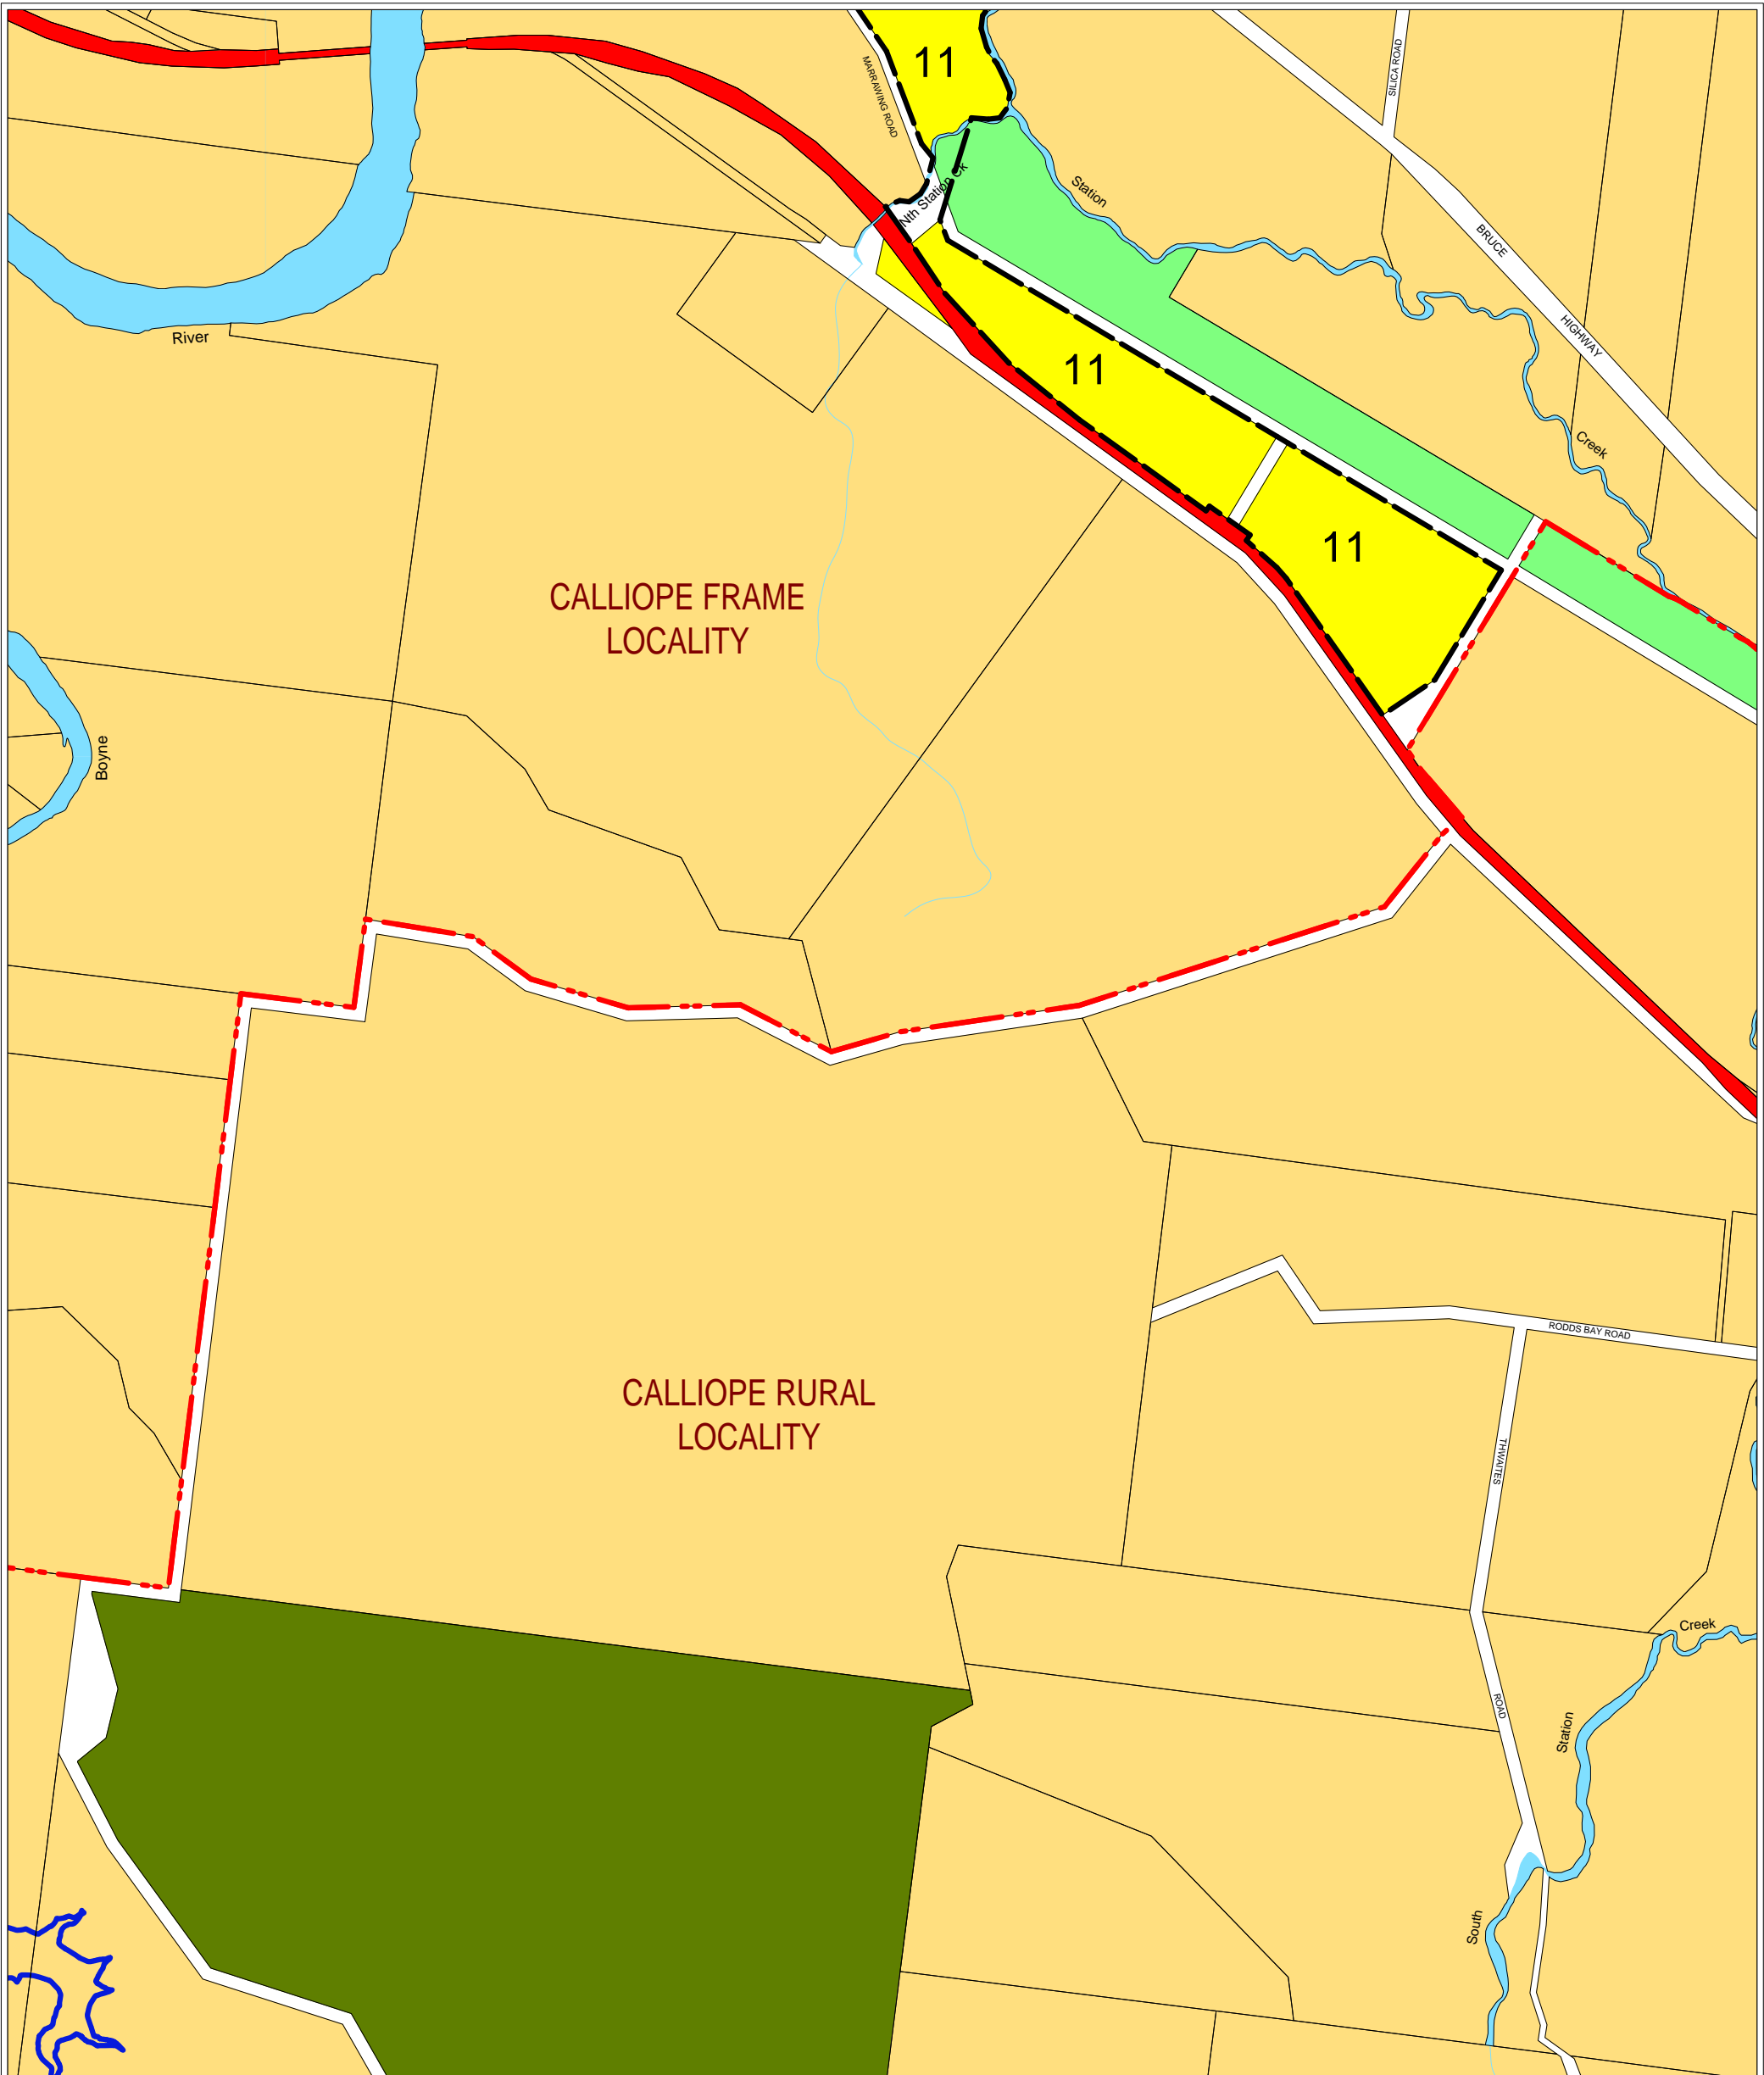 11
MARRAWING ROAD
SILICA ROAD
Nth Station Ck
Station
BRUCE
HIGHWAY
River
11
Creek
11
CALLIOPE FRAME
LOCALITY
Boyne
RODDS BAY ROAD
CALLIOPE RURAL
LOCALITY
THWAITES
ROAD
Creek
Station
South